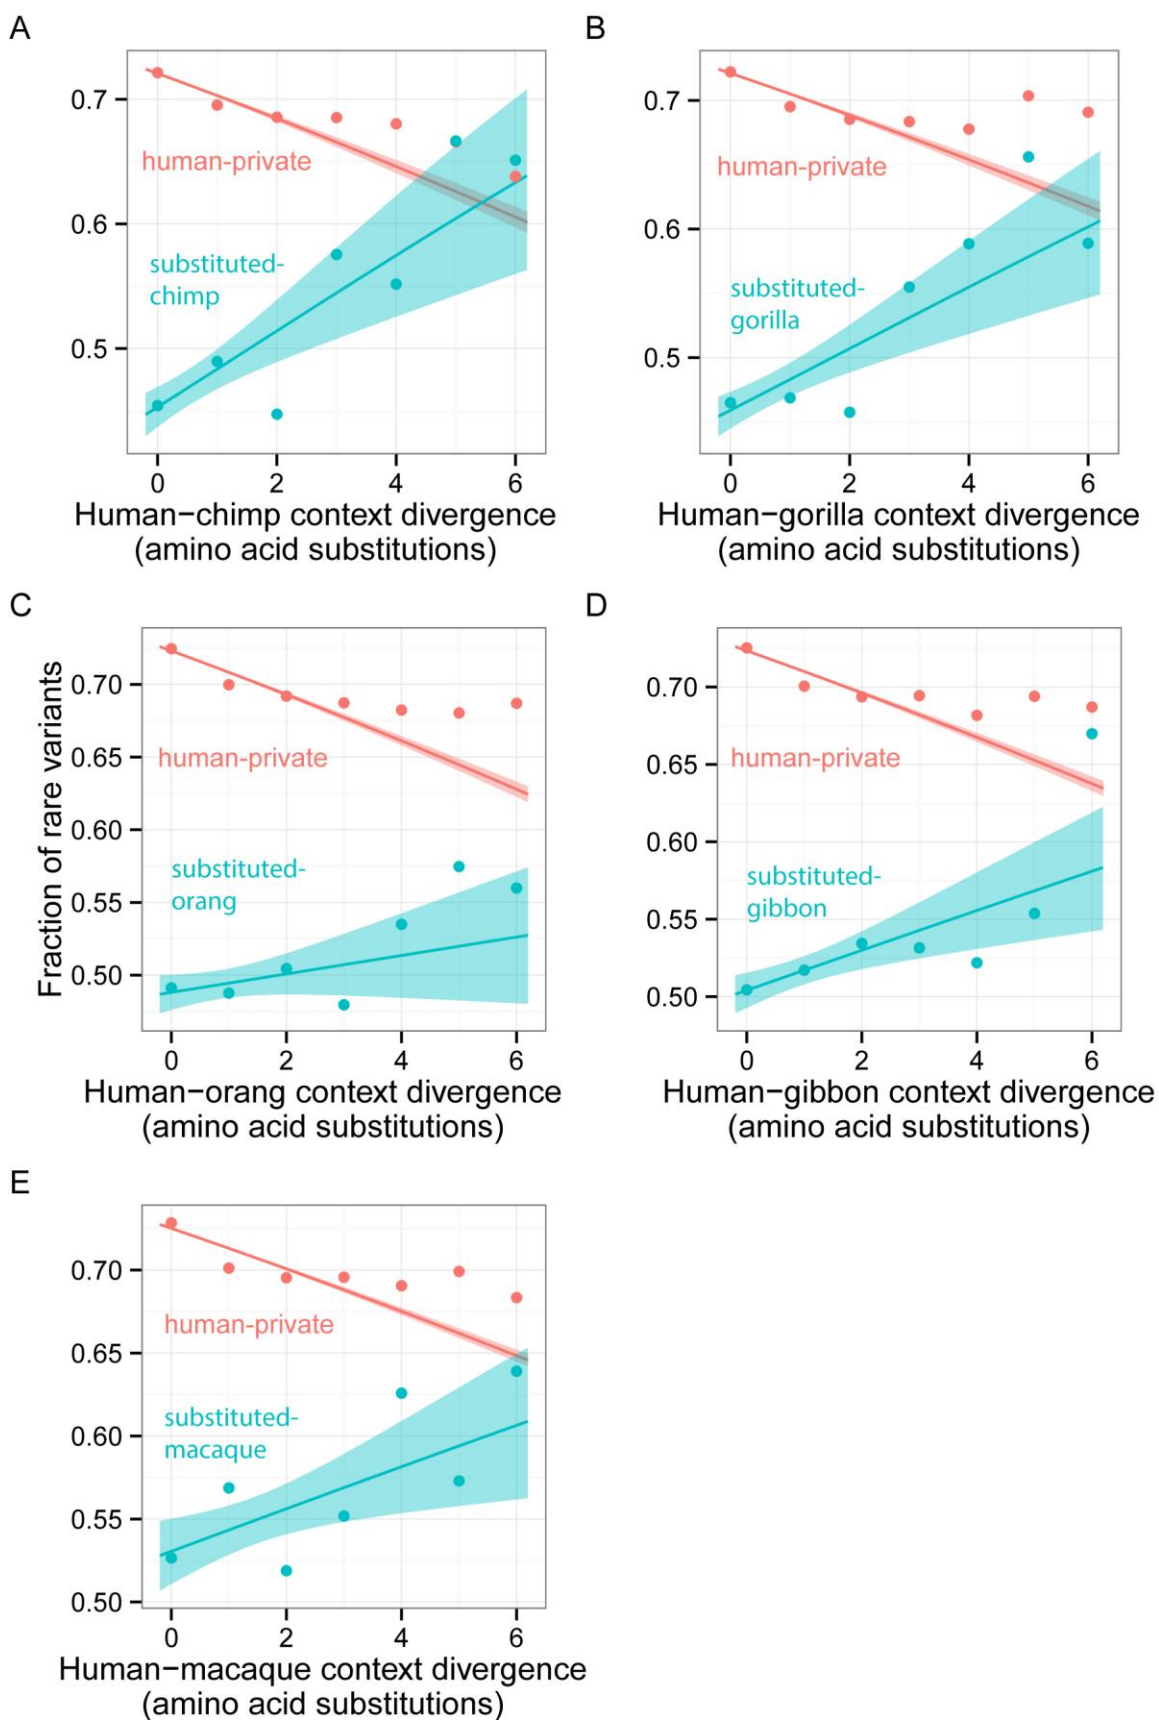 A
0.7
0.6
0.5
human-private
substituted-
chimp
0 2 4 6
Human−chimp context divergence
(amino acid substitutions)
B
0.7
0.6
0.5
human-private
substituted-
gorilla
0 2 4 6
Human−gorilla context divergence
(amino acid substitutions)
C
Fraction of rare variants
0.70
0.65
0.60
0.55
0.50
human-private
substituted-
orang
0 2 4 6
Human−orang context divergence
(amino acid substitutions)
D
0.70
0.65
0.60
0.55
0.50
human-private
substituted-
gibbon
0 2 4 6
Human−gibbon context divergence
(amino acid substitutions)
E
0.70
0.65
0.60
0.55
0.50
human-private
substituted-
macaque
0 2 4 6
Human−macaque context divergence
(amino acid substitutions)